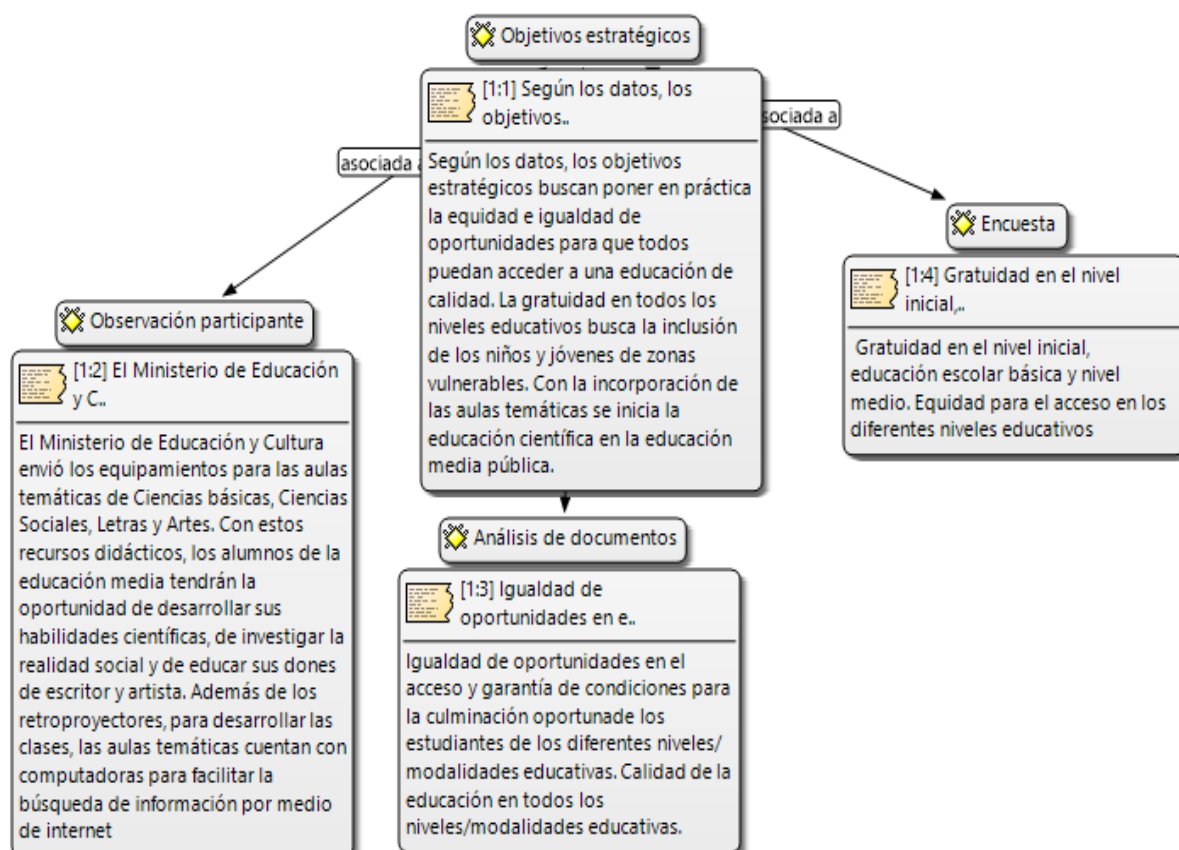 Objetivos estratégicos
[1:1] Según los datos, los
objetivos..
Según los datos, los objetivos
estratégicos buscan poner en práctica
la equidad e igualdad de
oportunidades para que todos
puedan acceder a una educación de
calidad. La gratuidad en todos los
niveles educativos busca la inclusión
de los niños y jóvenes de zonas
vulnerables. Con la incorporación de
las aulas temáticas se inicia la
educación científica en la educación
media pública.
asociada a
sociada a
Observación participante
[1:2] El Ministerio de Educación
y C..
El Ministerio de Educación y Cultura
envió los equipamientos para las aulas
temáticas de Ciencias básicas, Ciencias
Sociales, Letras y Artes. Con estos
recursos didácticos, los alumnos de la
educación media tendrán la
oportunidad de desarrollar sus
habilidades científicas, de investigar la
realidad social y de educar sus dones
de escritor y artista. Además de los
retroproyectores, para desarrollar las
clases, las aulas temáticas cuentan con
computadoras para facilitar la
búsqueda de información por medio
de internet
Análisis de documentos
[1:3] Igualdad de
oportunidades en e..
Igualdad de oportunidades en el
acceso y garantía de condiciones para
la culminación oportunade los
estudiantes de los diferentes niveles/
modalidades educativas. Calidad de la
educación en todos los
niveles/modalidades educativas.
Encuesta
[1:4] Gratuidad en el nivel
inicial,..
Gratuidad en el nivel inicial,
educación escolar básica y nivel
medio. Equidad para el acceso en los
diferentes niveles educativos